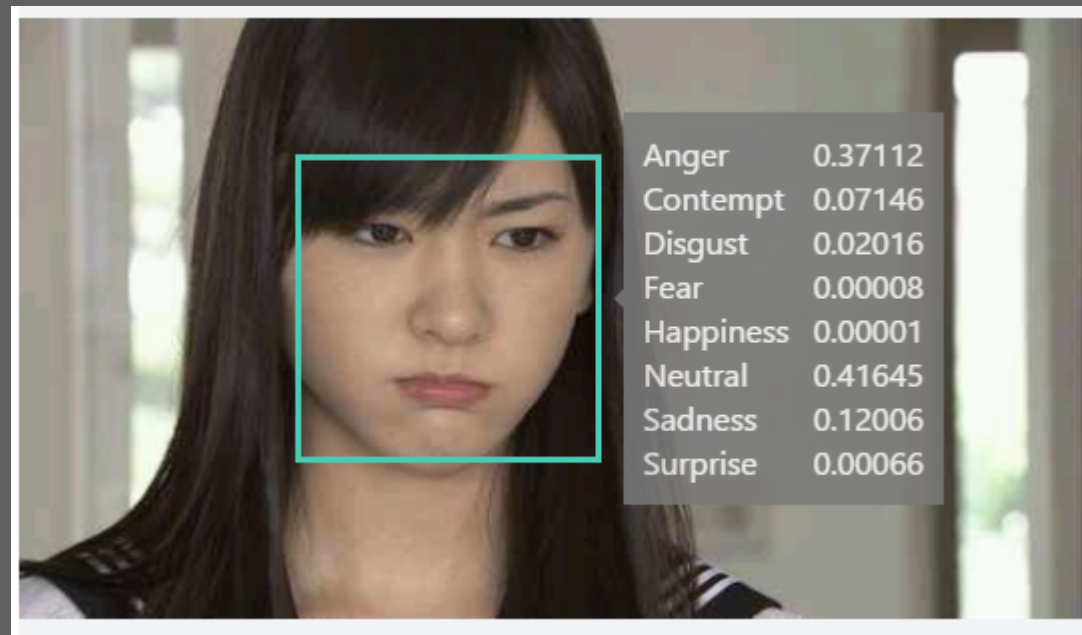 Anger 0.37112
Contempt 0.07146
Disgust 0.02016
Fear 0.00008
Happiness 0.00001
Neutral 0.41645
Sadness 0.12006
Surprise 0.00066